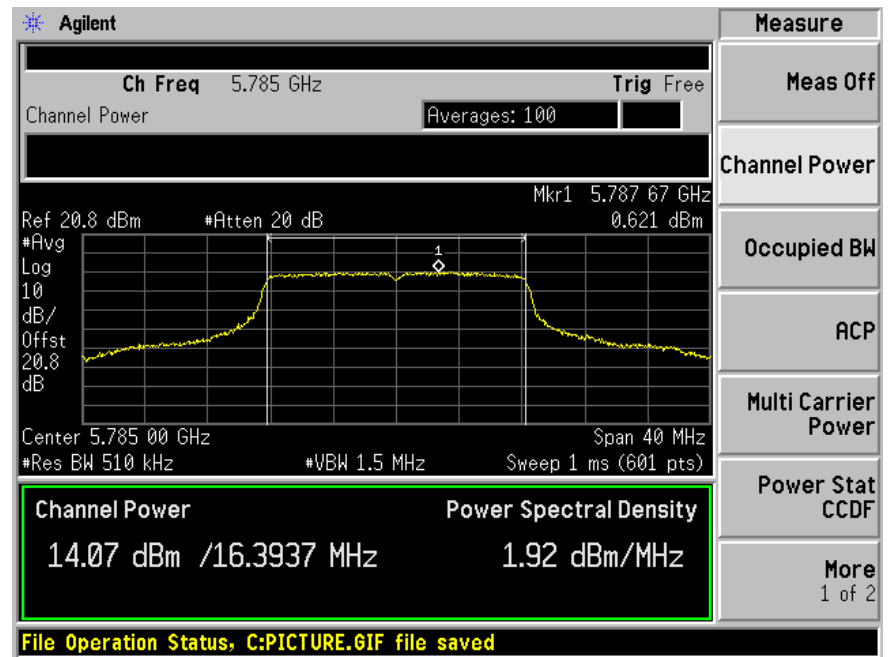 Agilent
Measure
Ch Freq 5.785 GHz Trig Free
Channel Power Averages: 100
Mkr1 5.787 67 GHz
Ref 20.8 dBm #Atten 20 dB 0.621 dBm
#Avg
Log
10
dB/
Offst
20.8
dB
1
Center 5.785 00 GHz Span 40 MHz
#Res BW 510 kHz #VBW 1.5 MHz Sweep 1 ms (601 pts)
Channel Power Power Spectral Density
14.07 dBm /16.3937 MHz 1.92 dBm/MHz
File Operation Status, C:PICTURE.GIF file saved
Meas Off
Channel Power
Occupied BW
ACP
Multi Carrier
Power
Power Stat
CCDF
More
1 of 2